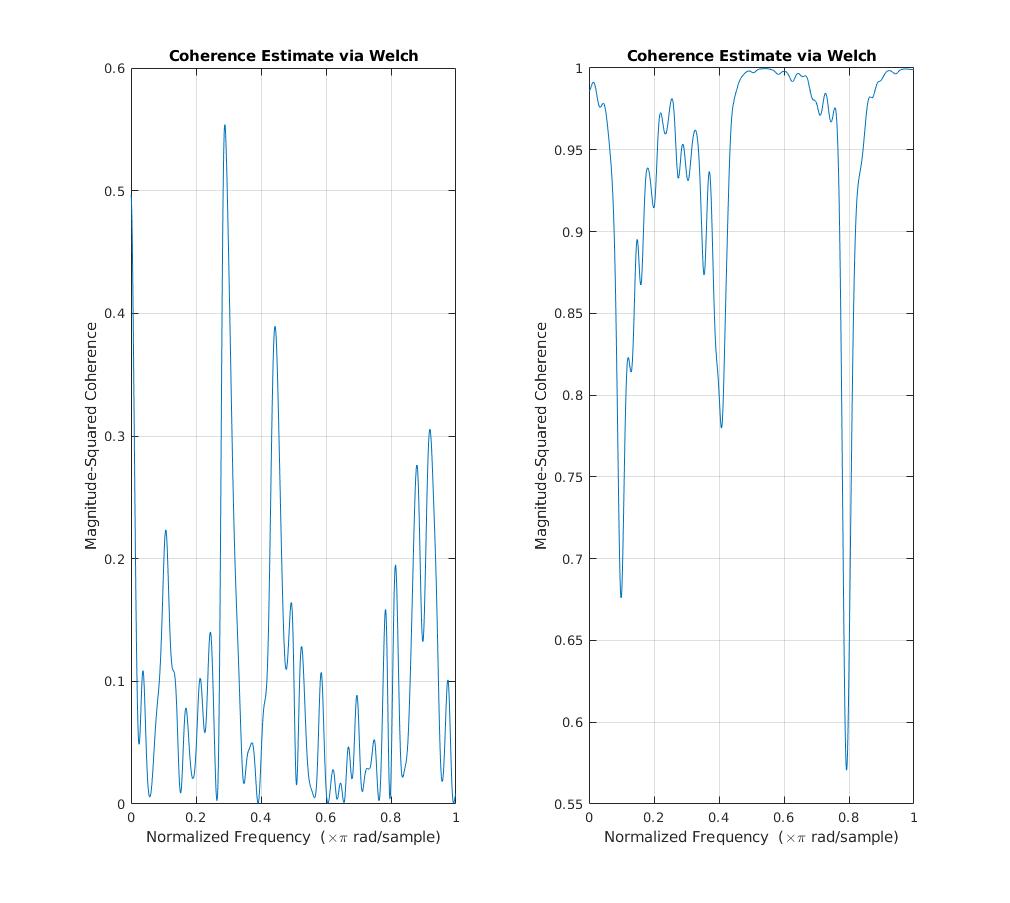 Coherence Estimate via Welch
0.6
0.5
0.4
0.3
0.2
0.1
0
Magnitude-Squared Coherence
0 0.2 0.4 0.6 0.8 1
Normalized Frequency (×π rad/sample)
Coherence Estimate via Welch
1
0.95
0.9
0.85
0.8
0.75
0.7
0.65
0.6
0.55
Magnitude-Squared Coherence
0 0.2 0.4 0.6 0.8 1
Normalized Frequency (×π rad/sample)